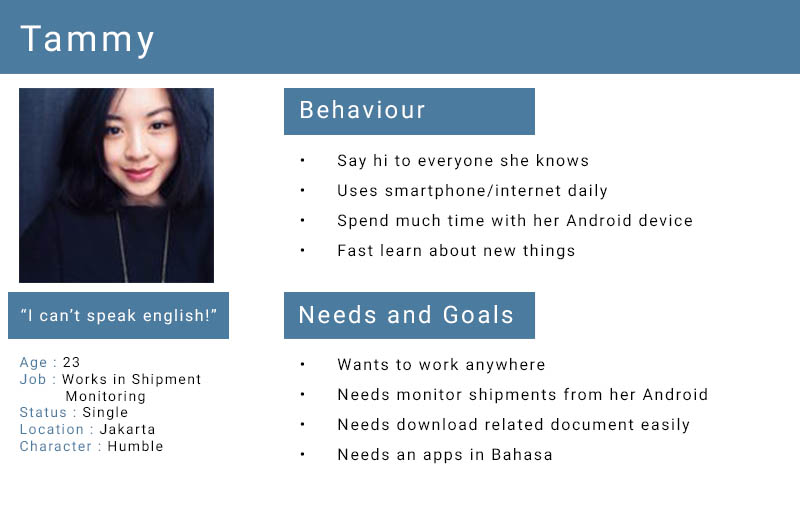 Tammy
“I can’t speak english!”
Age : 23
Job : Works in Shipment
Monitoring
Status : Single
Location : Jakarta
Character : Humble
Behaviour
• Say hi to everyone she knows
• Uses smartphone/internet daily
• Spend much time with her Android device
• Fast learn about new things
Needs and Goals
• Wants to work anywhere
• Needs monitor shipments from her Android
• Needs download related document easily
• Needs an apps in Bahasa